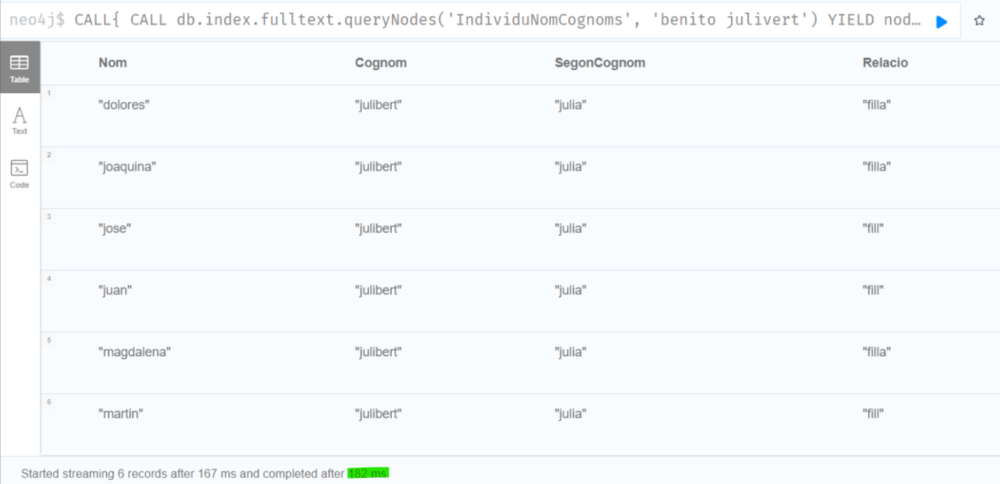 neo4j$ CALL{ CALL db.index.fulltext.queryNodes('IndividuNomCognoms', 'benito julivert') YIELD nod…
Table
Text
Code
Nom Cognom SegonCognom Relacio
1 "dolores" "julibert" "julia" "filla"
2 "joaquina" "julibert" "julia" "filla"
3 "jose" "julibert" "julia" "fill"
4 "juan" "julibert" "julia" "fill"
5 "magdalena" "julibert" "julia" "filla"
6 "martin" "julibert" "julia" "fill"
Started streaming 6 records after 167 ms and completed after 182 ms